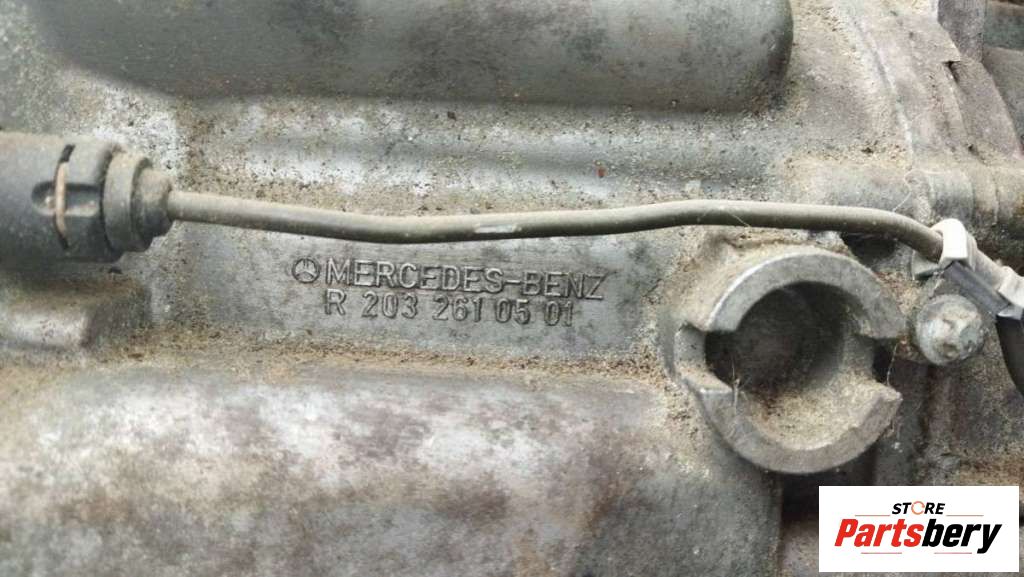 MERCEDES-BENZ
R 203 261 05 01
STORE
Partsbery